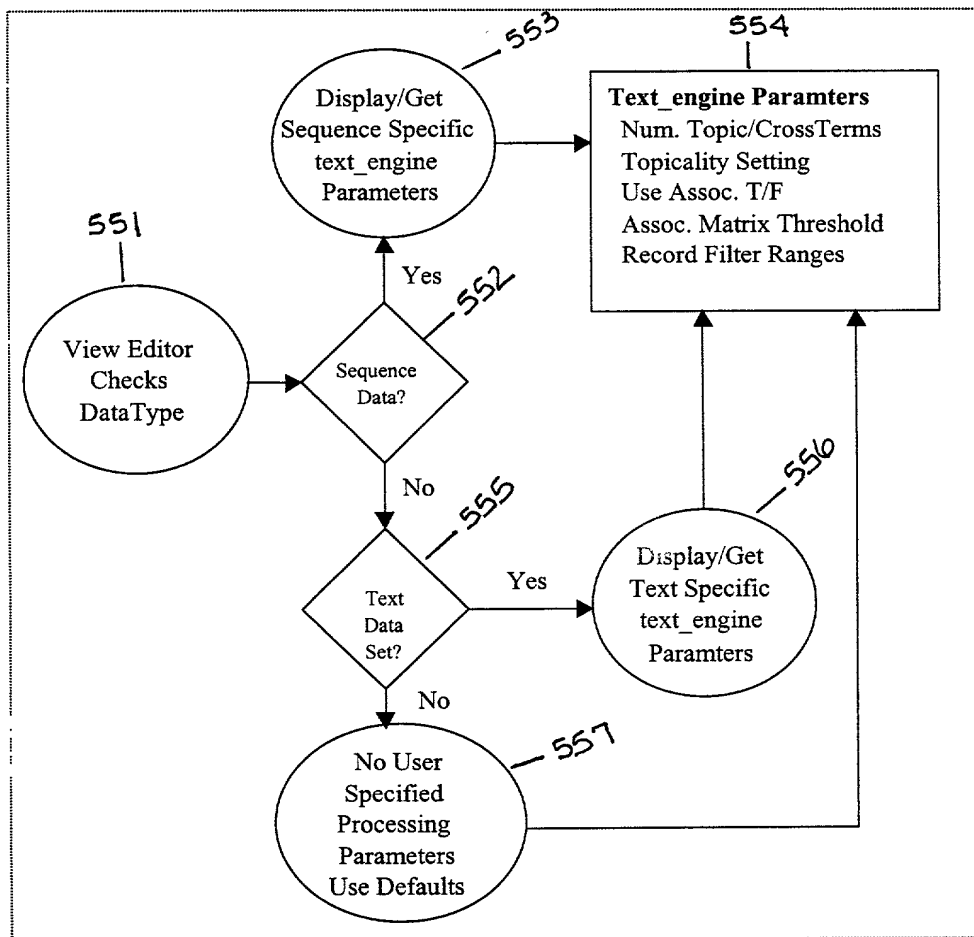 553
Display/Get
Sequence Specific
text_engine
Parameters
554
Text_engine Paramters
Num. Topic/CrossTerms
Topicality Setting
Use Assoc. T/F
Assoc. Matrix Threshold
Record Filter Ranges
551
View Editor
Checks
DataType
Yes
552
Sequence
Data?
No
555
Text
Data
Set?
Yes
556
Display/Get
Text Specific
text_engine
Paramters
No
557
No User
Specified
Processing
Parameters
Use Defaults